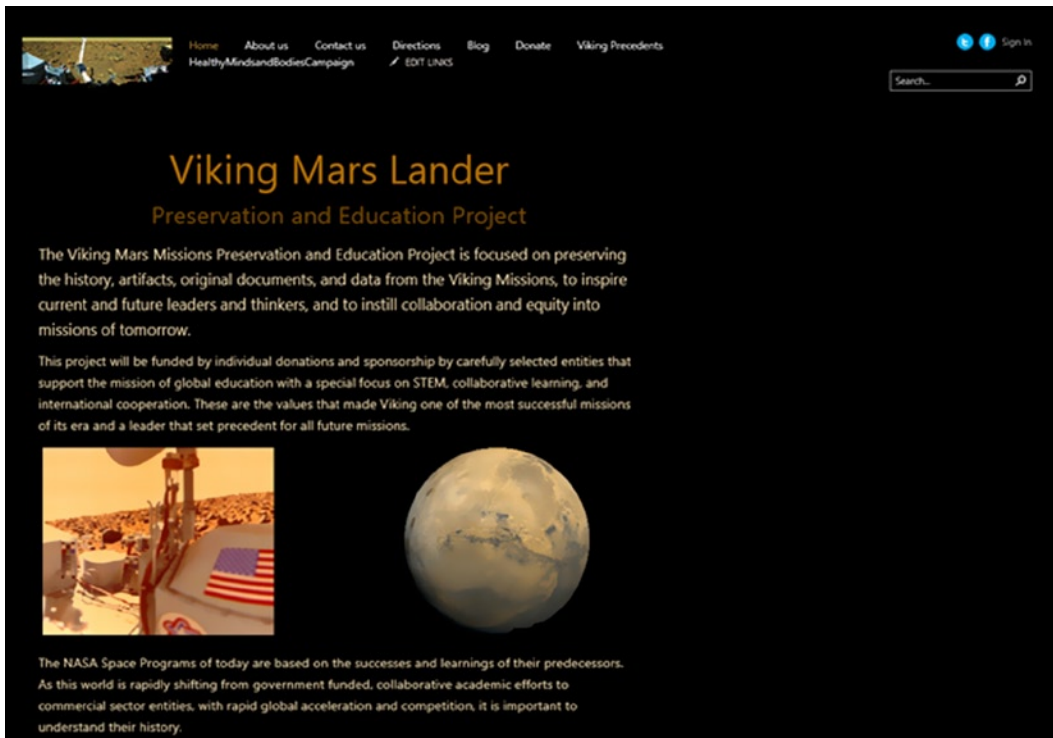 Home About us Contact us Directions Blog Donate Viking Precedents
HealthyMindsandBodiesCampaign EDIT LINKS
Sign In
Search...
Viking Mars Lander
Preservation and Education Project
The Viking Mars Missions Preservation and Education Project is focused on preserving
the history, artifacts, original documents, and data from the Viking Missions, to inspire
current and future leaders and thinkers, and to instill collaboration and equity into
missions of tomorrow.
This project will be funded by individual donations and sponsorship by carefully selected entities that
support the mission of global education with a special focus on STEM, collaborative learning, and
international cooperation. These are the values that made Viking one of the most successful missions
of its era and a leader that set precedent for all future missions.
The NASA Space Programs of today are based on the successes and learnings of their predecessors.
As this world is rapidly shifting from government funded, collaborative academic efforts to
commercial sector entities, with rapid global acceleration and competition, it is important to
understand their history.